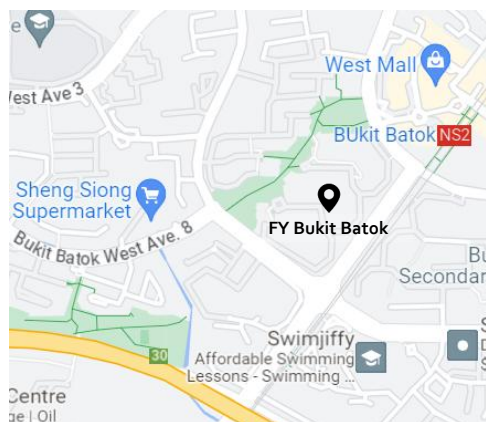 e
West Ave 3
West Mall
BUkit Batok NS2
Sheng Siong
Supermarket
FY Bukit Batok
Bukit Batok West Ave. 8
Bu
Secondar
Swimjiffy
Affordable Swimming
Lessons - Swimming ...
S
D
S
30
Centre
ge | Oil